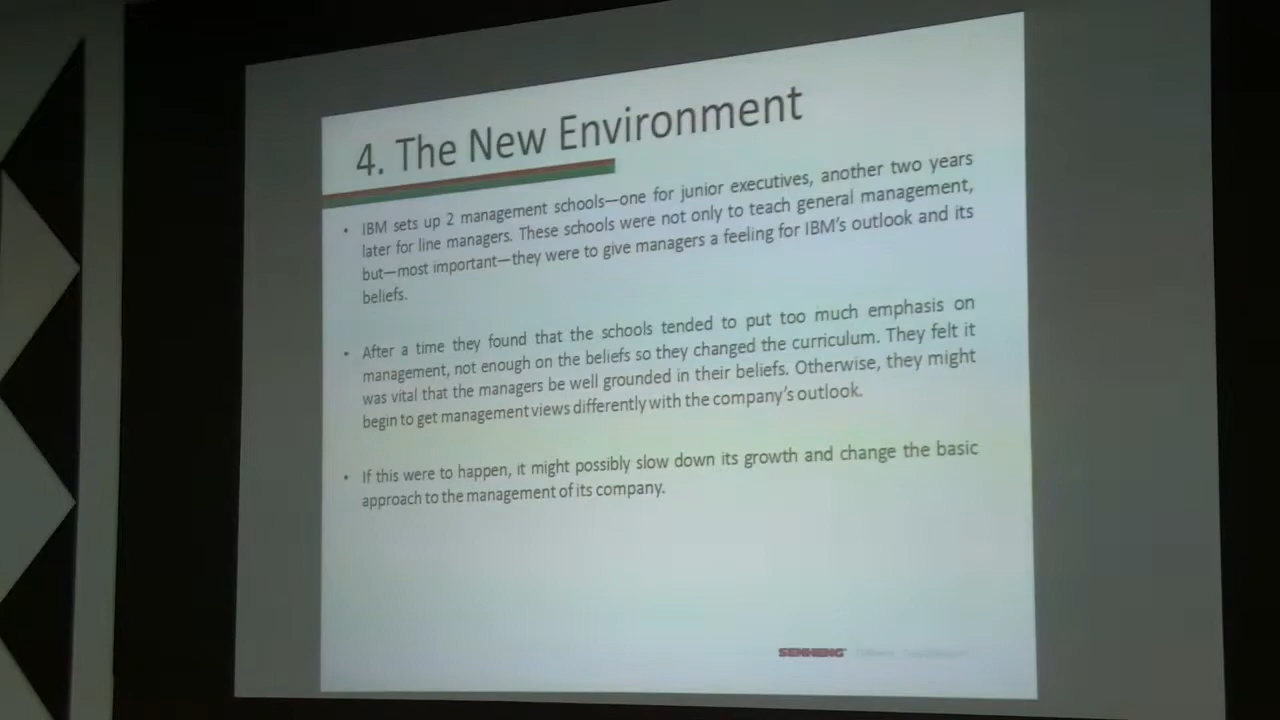 4. The New Environment
• IBM sets up 2 management schools—one for junior executives, another two years
later for line managers. These schools were not only to teach general management,
but—most important—they were to give managers a feeling for IBM's outlook and its
beliefs.
• After a time they found that the schools tended to put too much emphasis on
management, not enough on the beliefs so they changed the curriculum. They felt it
was vital that the managers be well grounded in their beliefs. Otherwise, they might
begin to get management views differently with the company's outlook.
• If this were to happen, it might possibly slow down its growth and change the basic
approach to the management of its company.
SENHENG